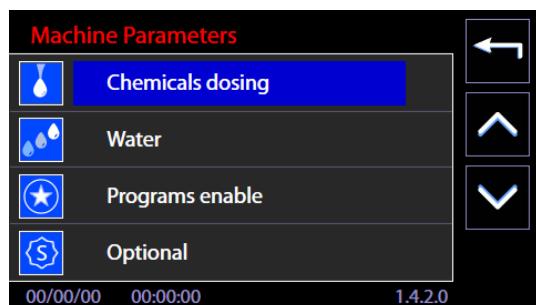 Machine Parameters
Chemicals dosing
Water
Programs enable
S Optional
00/00/00 00:00:00 1.4.2.0